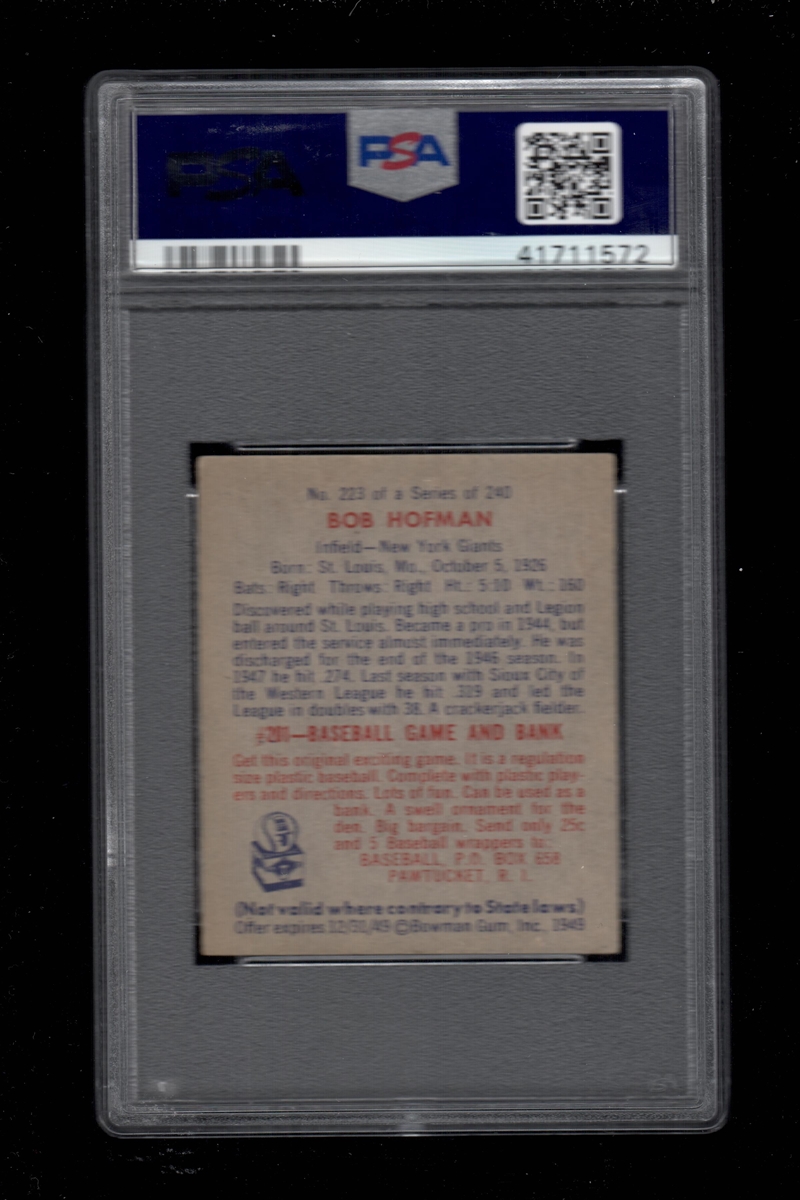 PSA
PSA
41711572
No. 223 of a Series of 240
BOB HOFMAN
Infield—New York Giants
Born: St. Louis, Mo., October 5, 1926
Bats: Right Throws: Right Ht.: 5:10 Wt.: 160
Discovered while playing high school and Legion
ball around St. Louis. Became a pro in 1944, but
entered the service almost immediately. He was
discharged for the end of the 1946 season. In
1947 he hit .274. Last season with Sioux City of
the Western League he hit .319 and led the
League in doubles with 38. A crackerjack fielder.
#201—BASEBALL GAME AND BANK
Get this original exciting game. It is a regulation
size plastic baseball. Complete with plastic play-
ers and directions. Lots of fun. Can be used as a
bank. A swell ornament for the
den. Big bargain. Send only 25c
and 5 Baseball wrappers to:
BASEBALL, P.O. BOX 658
PAWTUCKET, R. I.
(Not valid where contrary to State laws)
Offer expires 12/31/49 ©Bowman Gum, Inc., 1949